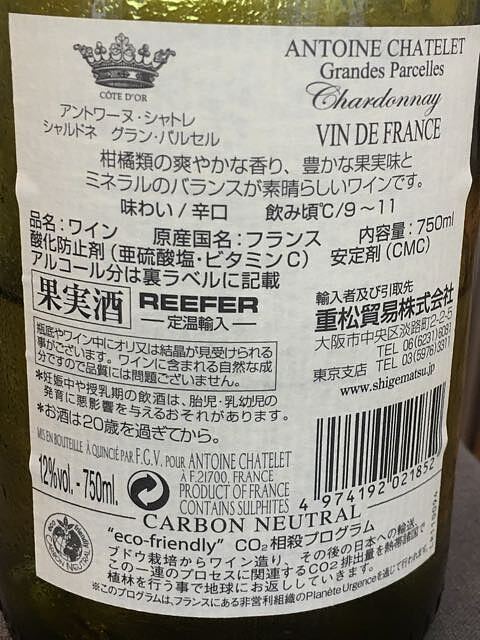 CÔTE D'OR
ANTOINE CHATELET
Grandes Parcelles
Chardonnay
VIN DE FRANCE
アントワーヌ・シャトレ
シャルドネ グラン・パルセル
柑橘類の爽やかな香り、豊かな果実味と
ミネラルのバランスが素晴らしいワインです。
味わい / 辛口 飲み頃℃/9~11
品名：ワイン 原産国名：フランス 内容量：750ml
酸化防止剤(亜硫酸塩・ビタミンC) 安定剤(CMC)
アルコール分は裏ラベルに記載
果実酒
REEFER
定温輸入
輸入者及び引取先
重松貿易株式会社
大阪市中央区淡路町2-2-5
TEL 06(6231)6081
東京支店 TEL 03(5976)3311
www.shigematsu.jp
瓶底やワイン中にオリ又は結晶が見受けられる
事がございます。ワインに含まれる自然な成
分ですので品質には問題ございません。
*妊娠中や授乳期の飲酒は、胎児・乳幼児の
発育に悪影響を与えるおそれがあります。
*お酒は20歳を過ぎてから。
MIS EN BOUTEILLE À QUINCIÉ PAR F.G.V. POUR ANTOINE CHATELET
À F.21700, FRANCE
12%vol. - 750ml.
PRODUCT OF FRANCE
CONTAINS SULPHITES
4 974192 021852
CARBON NEUTRAL
eco-friendly
CARBON NEUTRAL
"eco-friendly" CO₂相殺プログラム
ブドウ栽培からワイン造り、その後の日本への輸送、
この一連のプロセスに関連するCO2排出量を熱帯諸国で
植林を行う事で地球にお返ししていきます。
※このプログラムは、フランスにある非営利組織のPlanète Urgenceを通じて行われます。